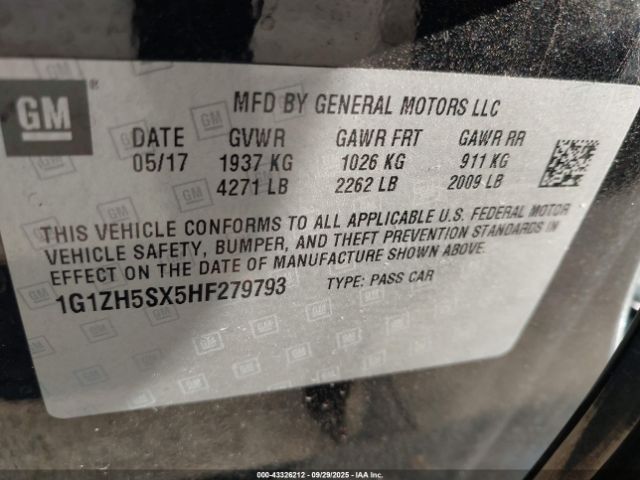 GM
MFD BY GENERAL MOTORS LLC
DATE GVWR GAWR FRT GAWR RR
05/17 1937 KG 1026 KG 911 KG
4271 LB 2262 LB 2009 LB
THIS VEHICLE CONFORMS TO ALL APPLICABLE U.S. FEDERAL MOTOR
VEHICLE SAFETY, BUMPER, AND THEFT PREVENTION STANDARDS IN
EFFECT ON THE DATE OF MANUFACTURE SHOWN ABOVE.
1G1ZH5SX5HF279793 TYPE: PASS CAR
00-43326212 - 09/29/2025 - IAA Inc.